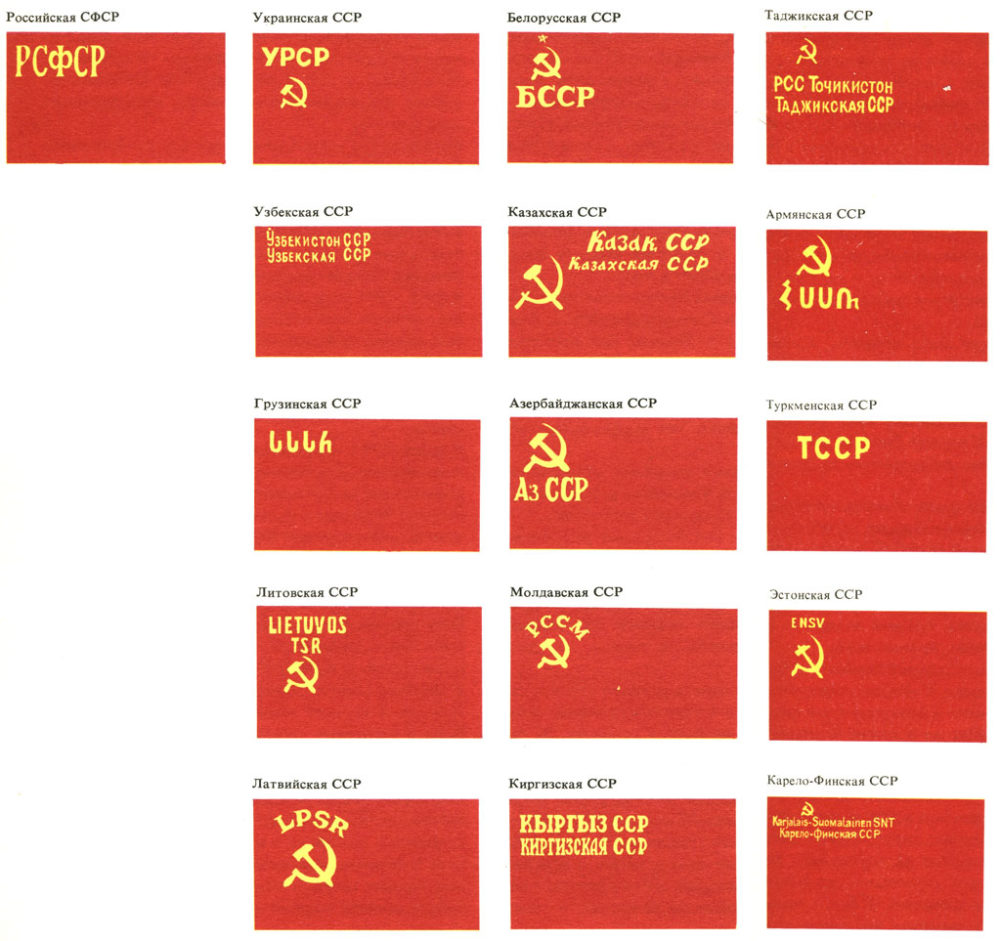 Российская СФСР
РСФСР
Украинская ССР
УРСР
Белорусская ССР
БССР
Таджикская ССР
РСС Тоҷикистон
Таджикская ССР
Узбекская ССР
Ўзбекистон ССР
Узбекская ССР
Казахская ССР
Казақ ССР
Казахская ССР
Армянская ССР
ՀՍՍՌ
Грузинская ССР
სსსრ
Азербайджанская ССР
Аз ССР
Туркменская ССР
ТССР
Литовская ССР
LIETUVOS
TSR
Молдавская ССР
РССМ
Эстонская ССР
ENSV
Латвийская ССР
LPSR
Киргизская ССР
КЫРГЫЗ ССР
КИРГИЗСКАЯ ССР
Карело-Финская ССР
Karjalais-Suomalainen SNT
Карело-Финская ССР